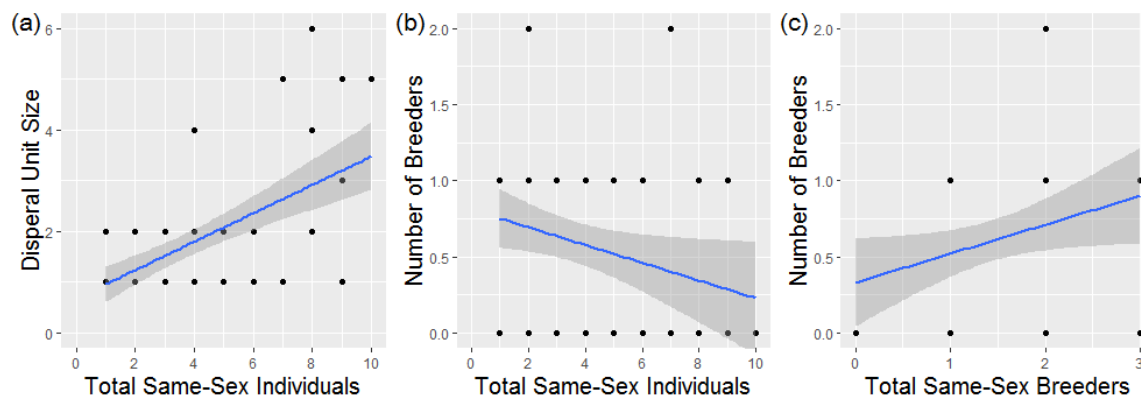 (a)
Disperal Unit Size
6
4
2
0
0 2 4 6 8 10
Total Same-Sex Individuals
(b)
Number of Breeders
2.0
1.5
1.0
0.5
0.0
0 2 4 6 8 10
Total Same-Sex Individuals
(c)
Number of Breeders
2.0
1.5
1.0
0.5
0.0
0 1 2 3
Total Same-Sex Breeders